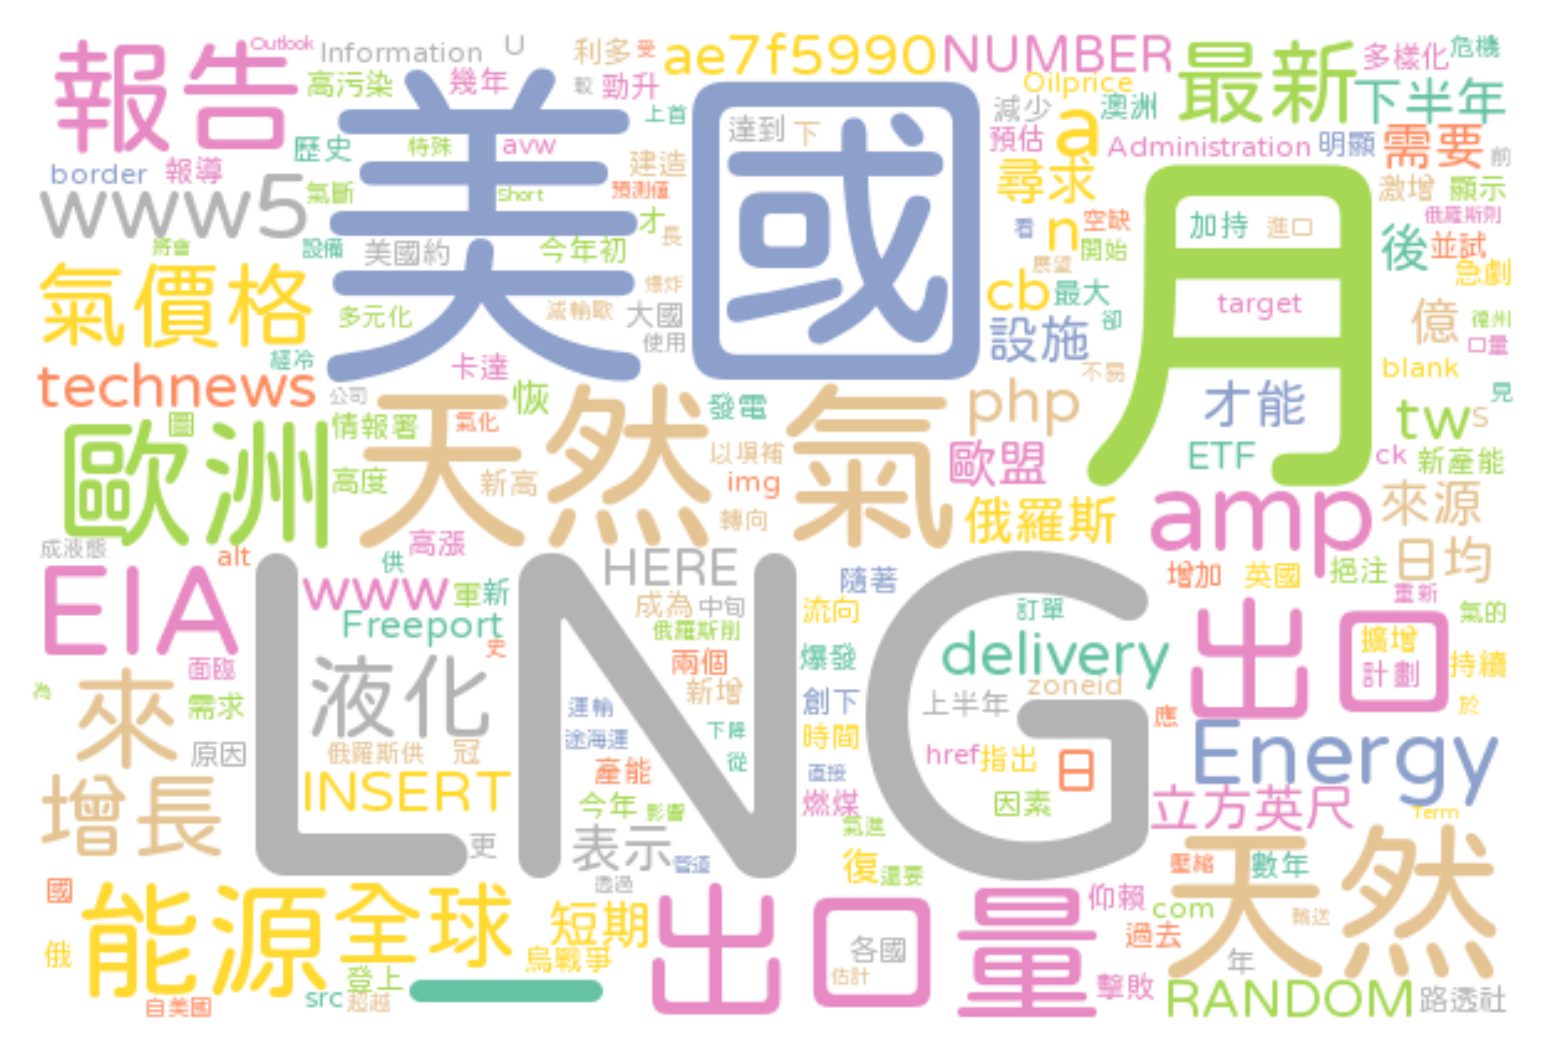 報告
Outlook
Information
U
利多
受
ae7f5990
NUMBER
最新
多樣化
危機
高污染
幾年
較
勁升
Oilprice
下半年
美國
上首
達到
下
減少
澳洲
預估
a
Administration
明顯
需要
前
歷史
特殊
avw
建造
border
報導
www5
氣斷
Short
預測值
尋求
激增
顯示
月
才
長
看
n
空缺
加持
進口
俄羅斯則
將會
設備
美國約
今年初
開始
後
並試
展望
急劇
氣價格
爆炸
cb
最大
target
多元化
減輸歐
大國
設施
卻
億
德州
口量
經冷
使用
technews
卡達
不易
blank
公司
恢
php
才能
見
圖
情報署
氣化
發電
tw
s
歐洲
天然氣
以填補
歐盟
ETF
ck
新產能
高度
新高
img
轉向
俄羅斯
amp
來源
成液態
alt
高漲
供
HERE
隨著
增加
英國
挹注
日均
EIA
www
軍
新
成為
中旬
流向
訂單
重新
氣的
Freeport
俄羅斯削
LNG
出口
擴增
計劃
史
爆發
delivery
持續
面臨
液化
兩個
為
來
需求
新增
zoneid
運輸
創下
上半年
於
原因
途海運
下降
時間
應
Energy
俄羅斯供
冠
從
href
指出
日
產能
直接
增長
INSERT
今年
影響
燃煤
因素
立方英尺
Term
表示
更
氣進
天然
管道
復
還要
壓縮
數年
國
透過
能源
全球
短期
出口量
仰賴
com
輸送
俄
烏戰爭
各國
過去
年
登上
一
估計
擊敗
自美國
src
超越
RANDOM
路透社